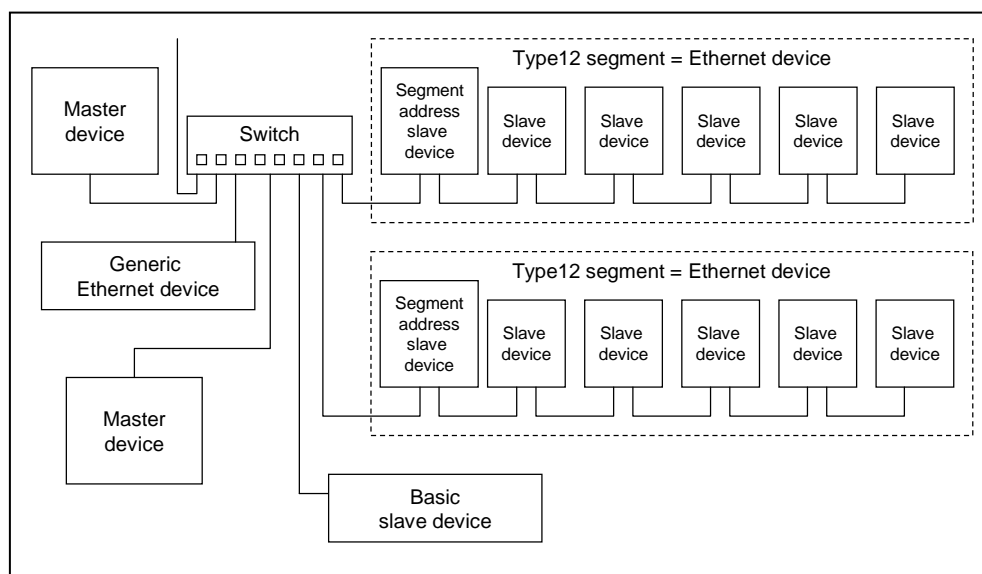 Type12 segment = Ethernet device
Master
device
Switch
Segment
address
slave
device
Slave
device
Slave
device
Slave
device
Slave
device
Slave
device
Generic
Ethernet device
Type12 segment = Ethernet device
Segment
address
slave
device
Slave
device
Slave
device
Slave
device
Slave
device
Slave
device
Master
device
Basic
slave device